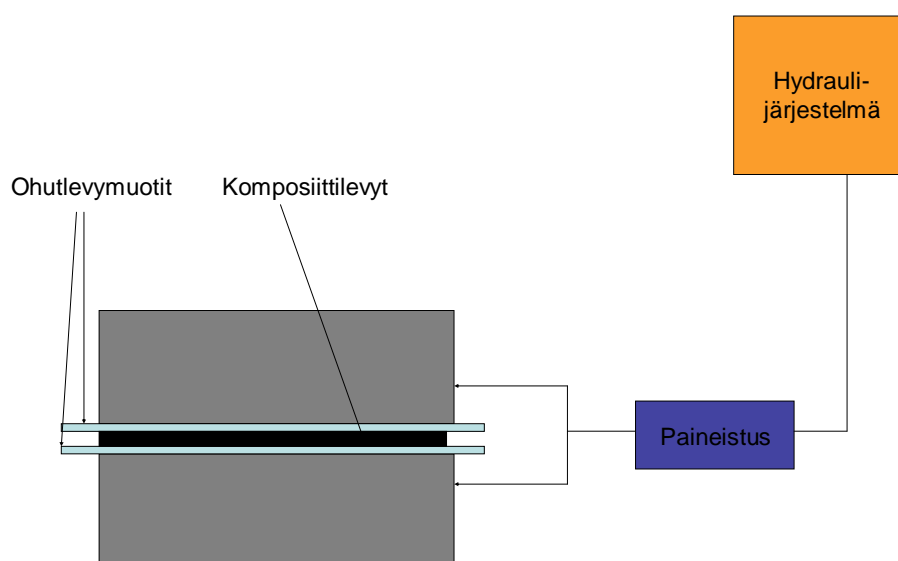 Hydrauli-
järjestelmä
Ohutlevymuotit
Komposiittilevyt
Paineistus